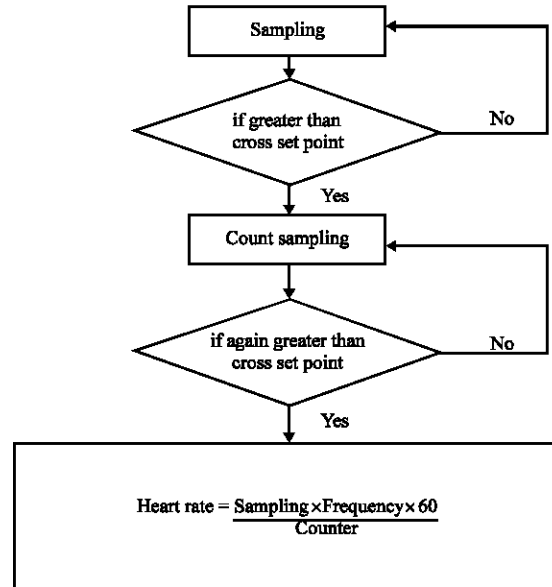 Sampling
if greater than
cross set point
No
Yes
Count sampling
if again greater than
cross set point
No
Yes
Heart rate = Sampling×Frequency×60
Counter